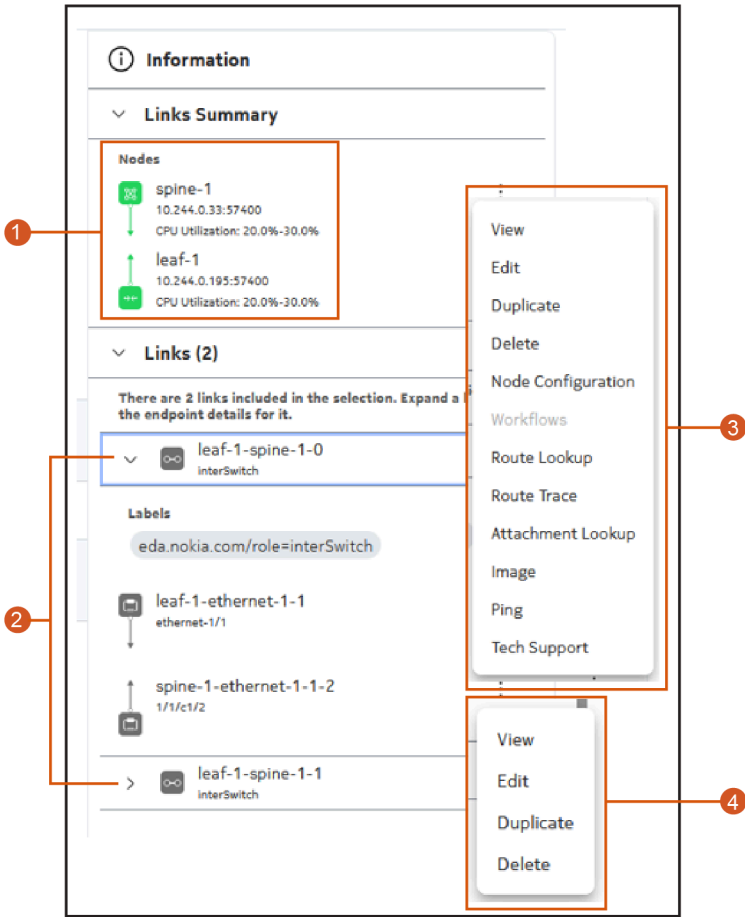 Information
Links Summary
Nodes
spine-1
10.244.0.33:57400
CPU Utilization: 20.0%-30.0%
leaf-1
10.244.0.195:57400
CPU Utilization: 20.0%-30.0%
1
Links (2)
There are 2 links included in the selection. Expand a
the endpoint details for it.
leaf-1-spine-1-0
interSwitch
Labels
eda.nokia.com/role=interSwitch
leaf-1-ethernet-1-1
ethernet-1/1
2
spine-1-ethernet-1-1-2
1/1/c1/2
leaf-1-spine-1-1
interSwitch
View
Edit
Duplicate
Delete
Node Configuration
Workflows
Route Lookup
Route Trace
Attachment Lookup
Image
Ping
Tech Support
3
View
Edit
Duplicate
Delete
4